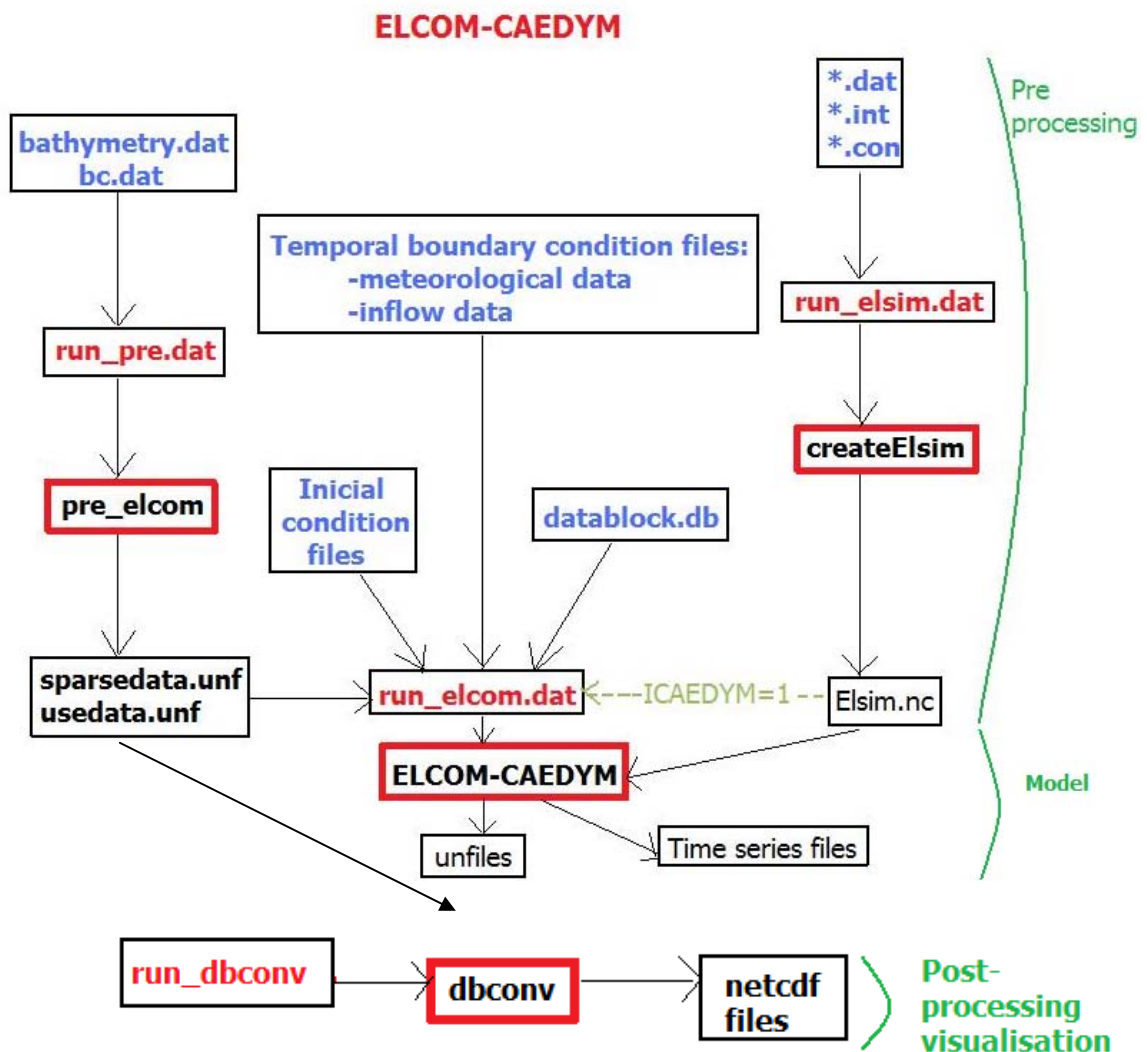 ELCOM-CAEDYM
*.dat
*.int
*.con
Pre
processing
bathymetry.dat
bc.dat
Temporal boundary condition files:
-meteorological data
-inflow data
run_elsim.dat
run_pre.dat
createElsim
pre_elcom
Inicial
condition
files
datablock.db
sparsedata.unf
usedata.unf
run_elcom.dat
ICAEDYM=1
Elsim.nc
ELCOM-CAEDYM
Model
unfiles
Time series files
run_dbconv
dbconv
netcdf
files
Post-
processing
visualisation